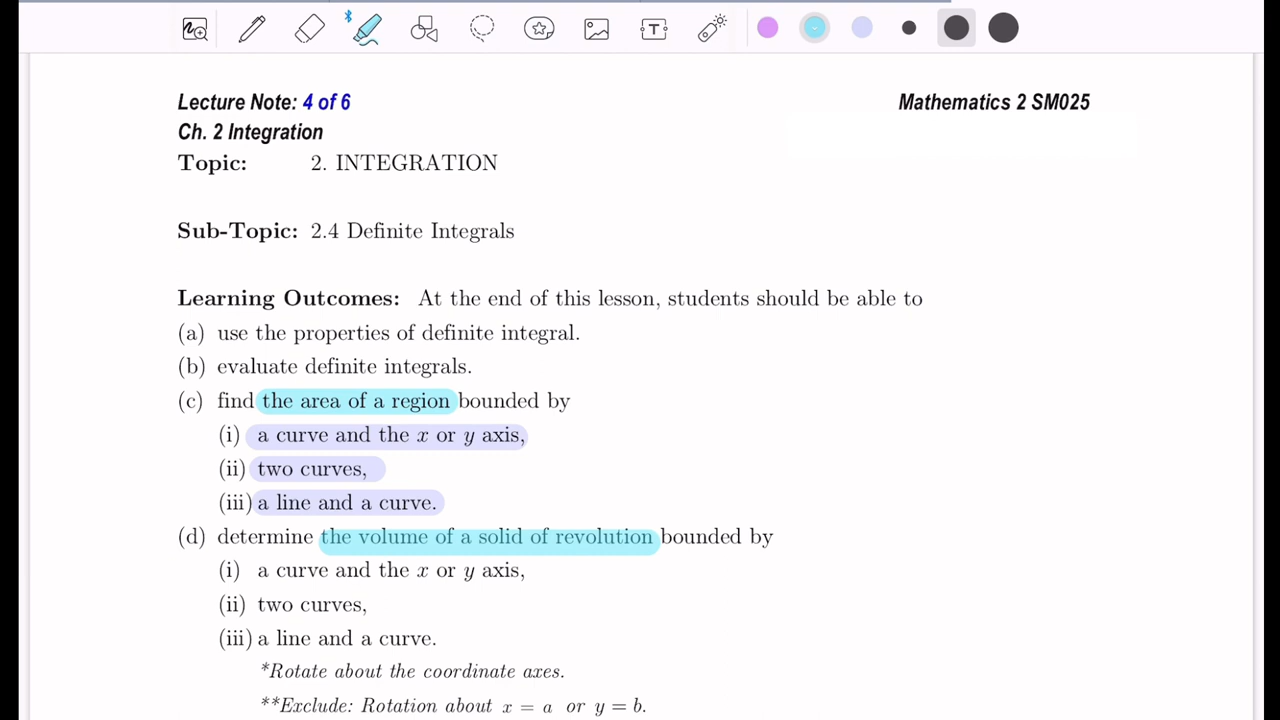 Lecture Note: 4 of 6
Mathematics 2 SM025
Ch. 2 Integration
Topic: 2. INTEGRATION
Sub-Topic: 2.4 Definite Integrals
Learning Outcomes: At the end of this lesson, students should be able to
(a) use the properties of definite integral.
(b) evaluate definite integrals.
(c) find the area of a region bounded by
(i) a curve and the x or y axis,
(ii) two curves,
(iii) a line and a curve.
(d) determine the volume of a solid of revolution bounded by
(i) a curve and the x or y axis,
(ii) two curves,
(iii) a line and a curve.
*Rotate about the coordinate axes.
**Exclude: Rotation about x = a or y = b.